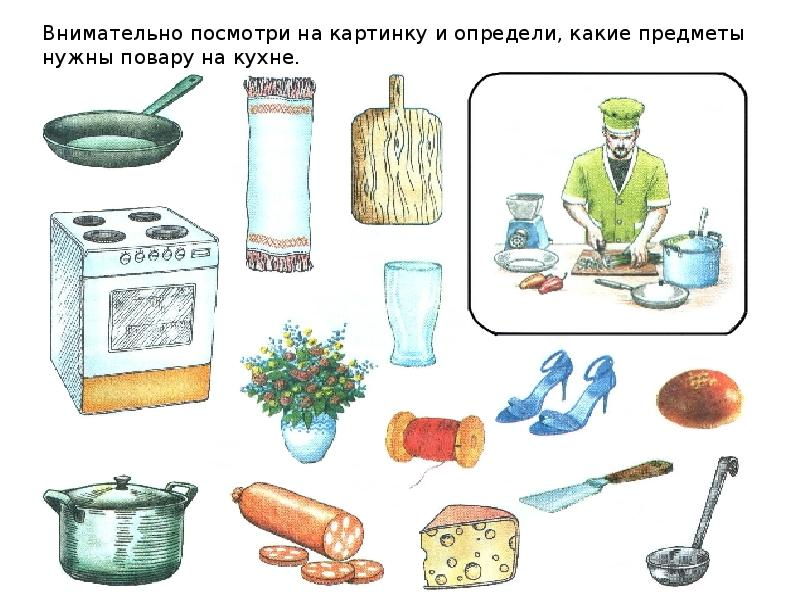 Внимательно посмотри на картинку и определи, какие предметы
нужны повару на кухне.